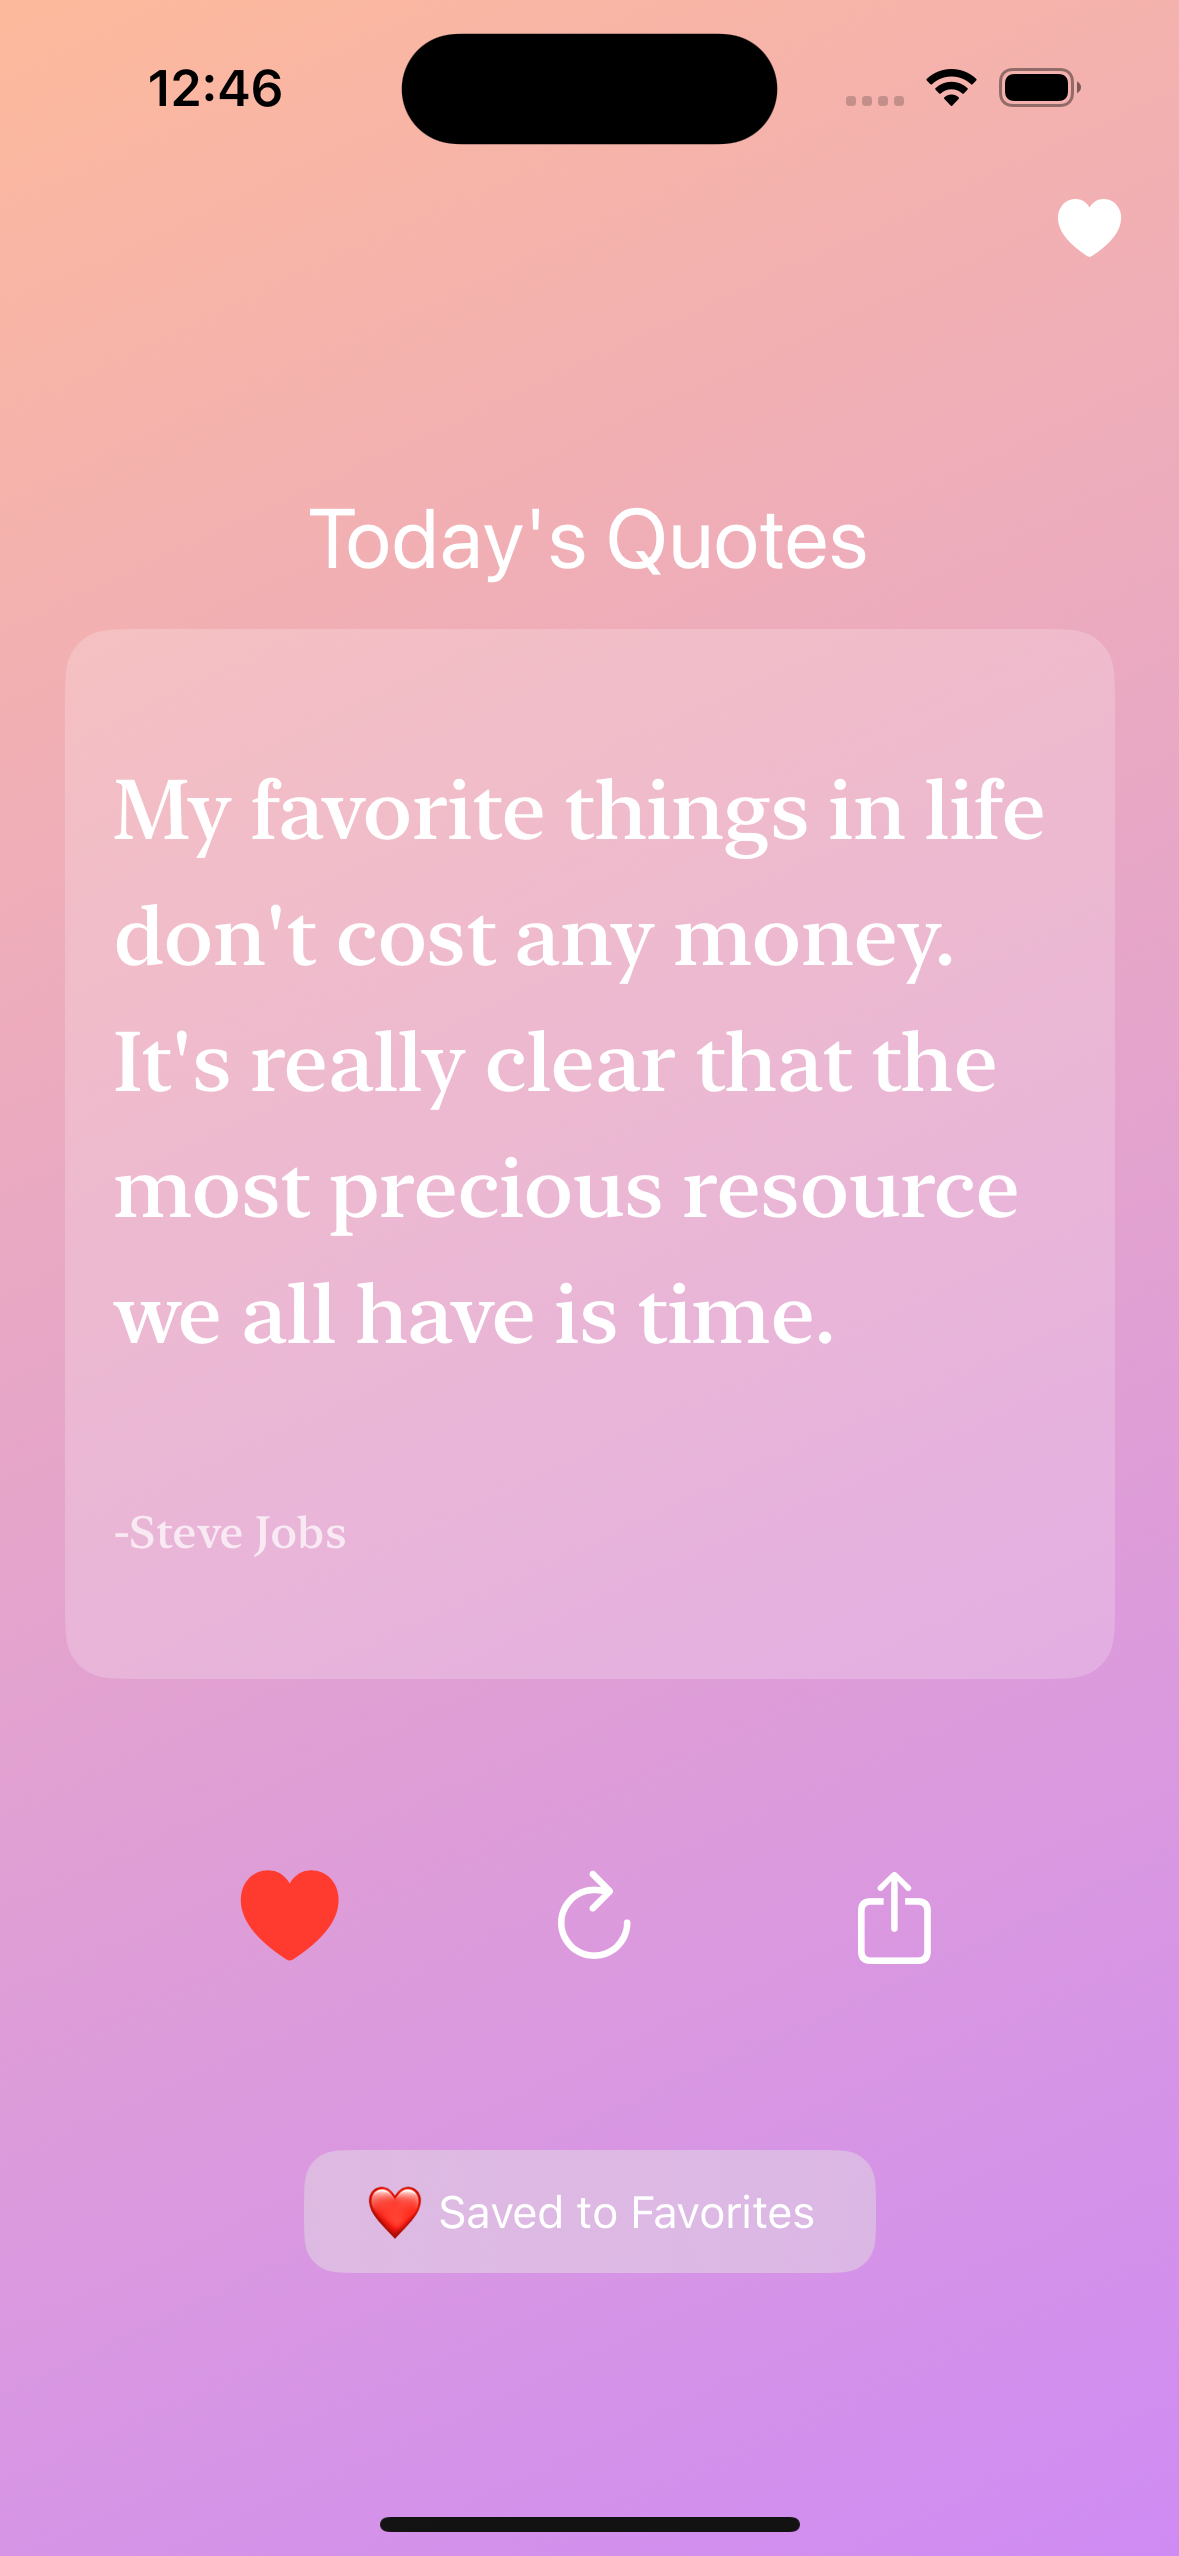 12:46
Today's Quotes
My favorite things in life
don't cost any money.
It's really clear that the
most precious resource
we all have is time.
-Steve Jobs
❤️ Saved to Favorites